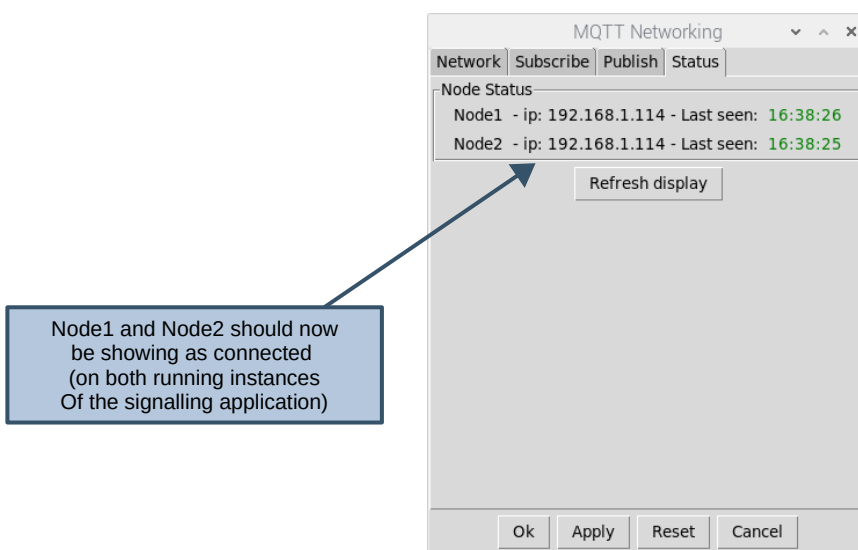 MQTT Networking
Network Subscribe Publish Status
Node Status
Node1 - ip: 192.168.1.114 - Last seen: 16:38:26
Node2 - ip: 192.168.1.114 - Last seen: 16:38:25
Refresh display
Node1 and Node2 should now
be showing as connected
(on both running instances
Of the signalling application)
Ok Apply Reset Cancel